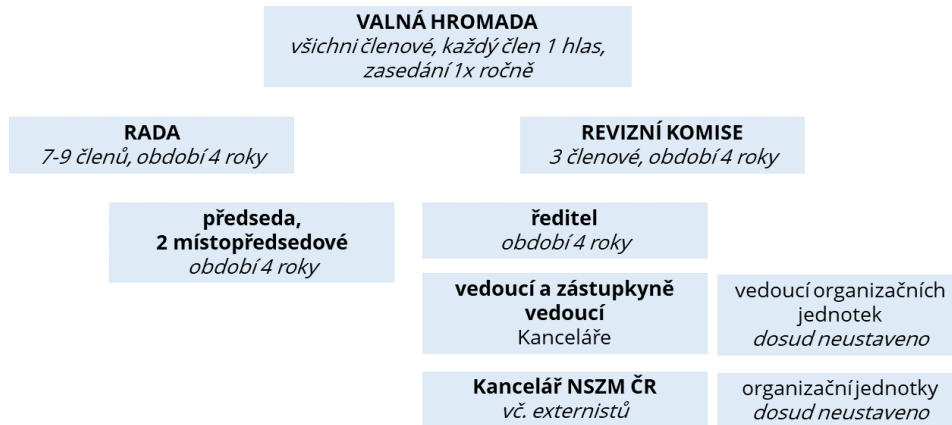 VALNÁ HROMADA
všichni členové, každý člen 1 hlas,
zasedání 1x ročně
RADA
7-9 členů, období 4 roky
REVIZNÍ KOMISE
3 členové, období 4 roky
předseda,
2 místopředsedové
období 4 roky
ředitel
období 4 roky
vedoucí a zástupkyně
vedoucí
Kanceláře
vedoucí organizačních
jednotek
dosud neustaveno
Kancelář NSZM ČR
vč. externistů
organizační jednotky
dosud neustaveno